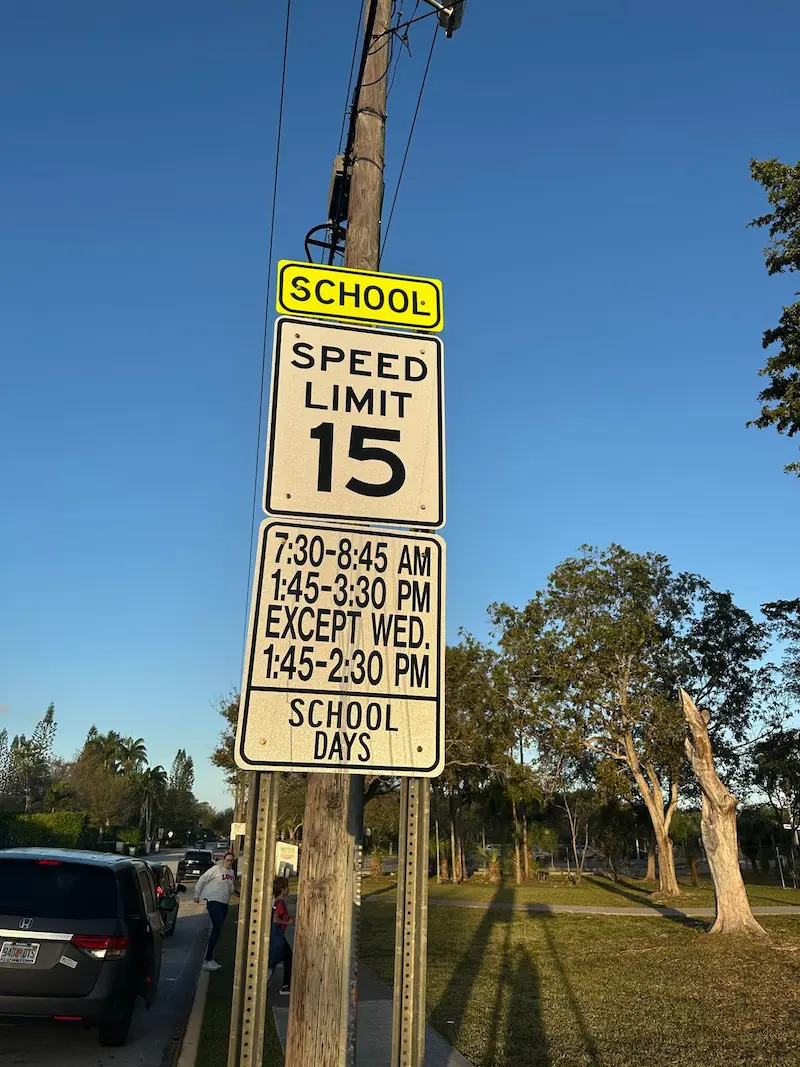 SCHOOL
SPEED
LIMIT
15
7:30-8:45 AM
1:45-3:30 PM
EXCEPT WED.
1:45-2:30 PM
SCHOOL
DAYS